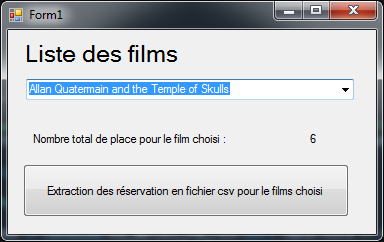 Form1
Liste des films
Allan Quatermain and the Temple of Skulls
Nombre total de place pour le film choisi : 6
Extraction des réservation en fichier csv pour le films choisi